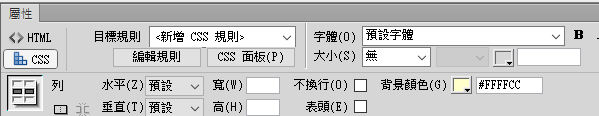 屬性
<> HTML 目標規則 <新增 CSS 規則> 字體(O) 預設字體 B
CSS 編輯規則 CSS 面板(P) 大小(S) 無
列 水平(Z) 預設 寬(W) 不換行(O) 背景顏色(G) #FFFFCC
垂直(T) 預設 高(H) 表頭(E)